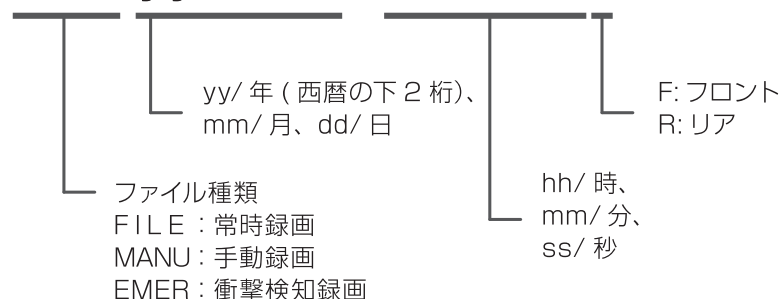 yy/ 年 ( 西暦の下 2 桁)、
mm/ 月、dd/ 日
F: フロント
R: リア
ファイル種類
FILE：常時録画
MANU：手動録画
EMER：衝撃検知録画
hh/ 時、
mm/ 分、
ss/ 秒